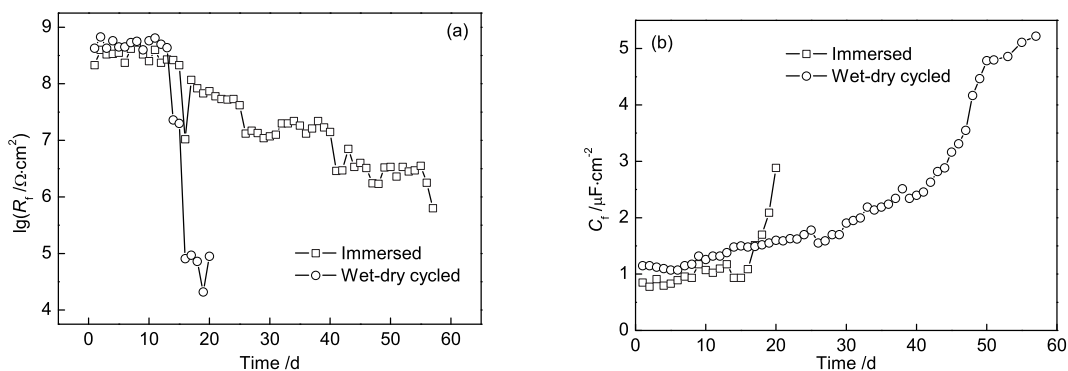 (a)
9
8
7
6
5
4
lg(Rf /Ω·cm²)
Immersed
Wet-dry cycled
0 10 20 30 40 50 60
Time /d
(b)
5
4
3
2
1
0
Cf /μF·cm⁻²
Immersed
Wet-dry cycled
0 10 20 30 40 50 60
Time /d